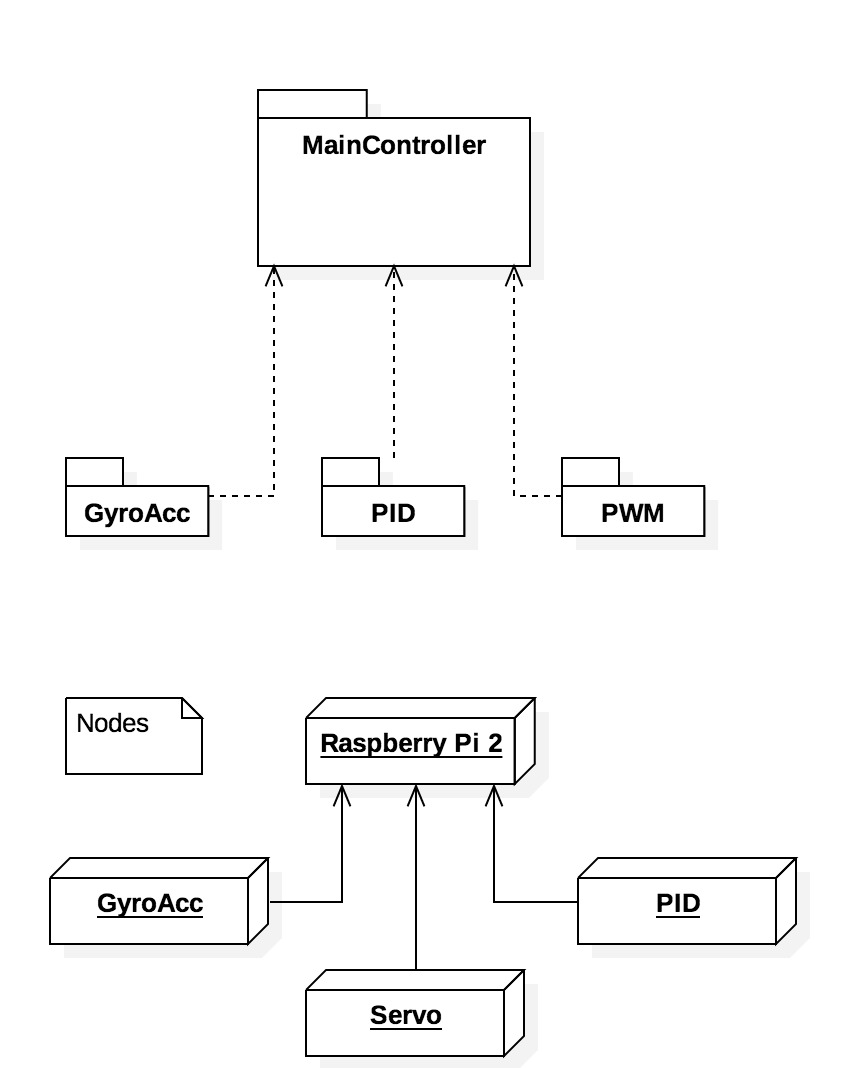 MainController
GyroAcc
PID
PWM
Nodes
Raspberry Pi 2
GyroAcc
PID
Servo